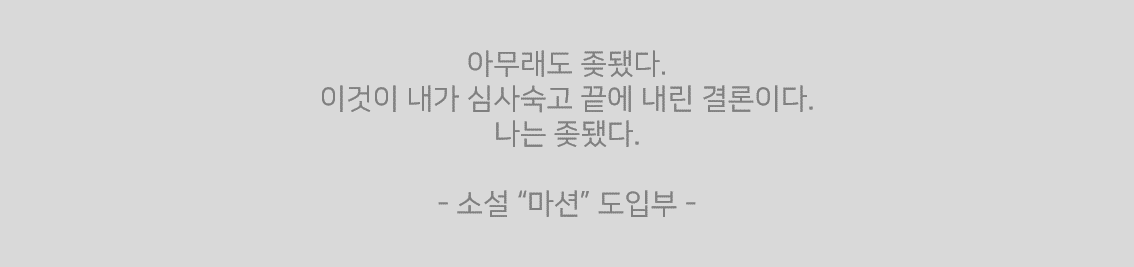 아무래도 좆됐다.
이것이 내가 심사숙고 끝에 내린 결론이다.
나는 좆됐다.
- 소설 “마션” 도입부 -